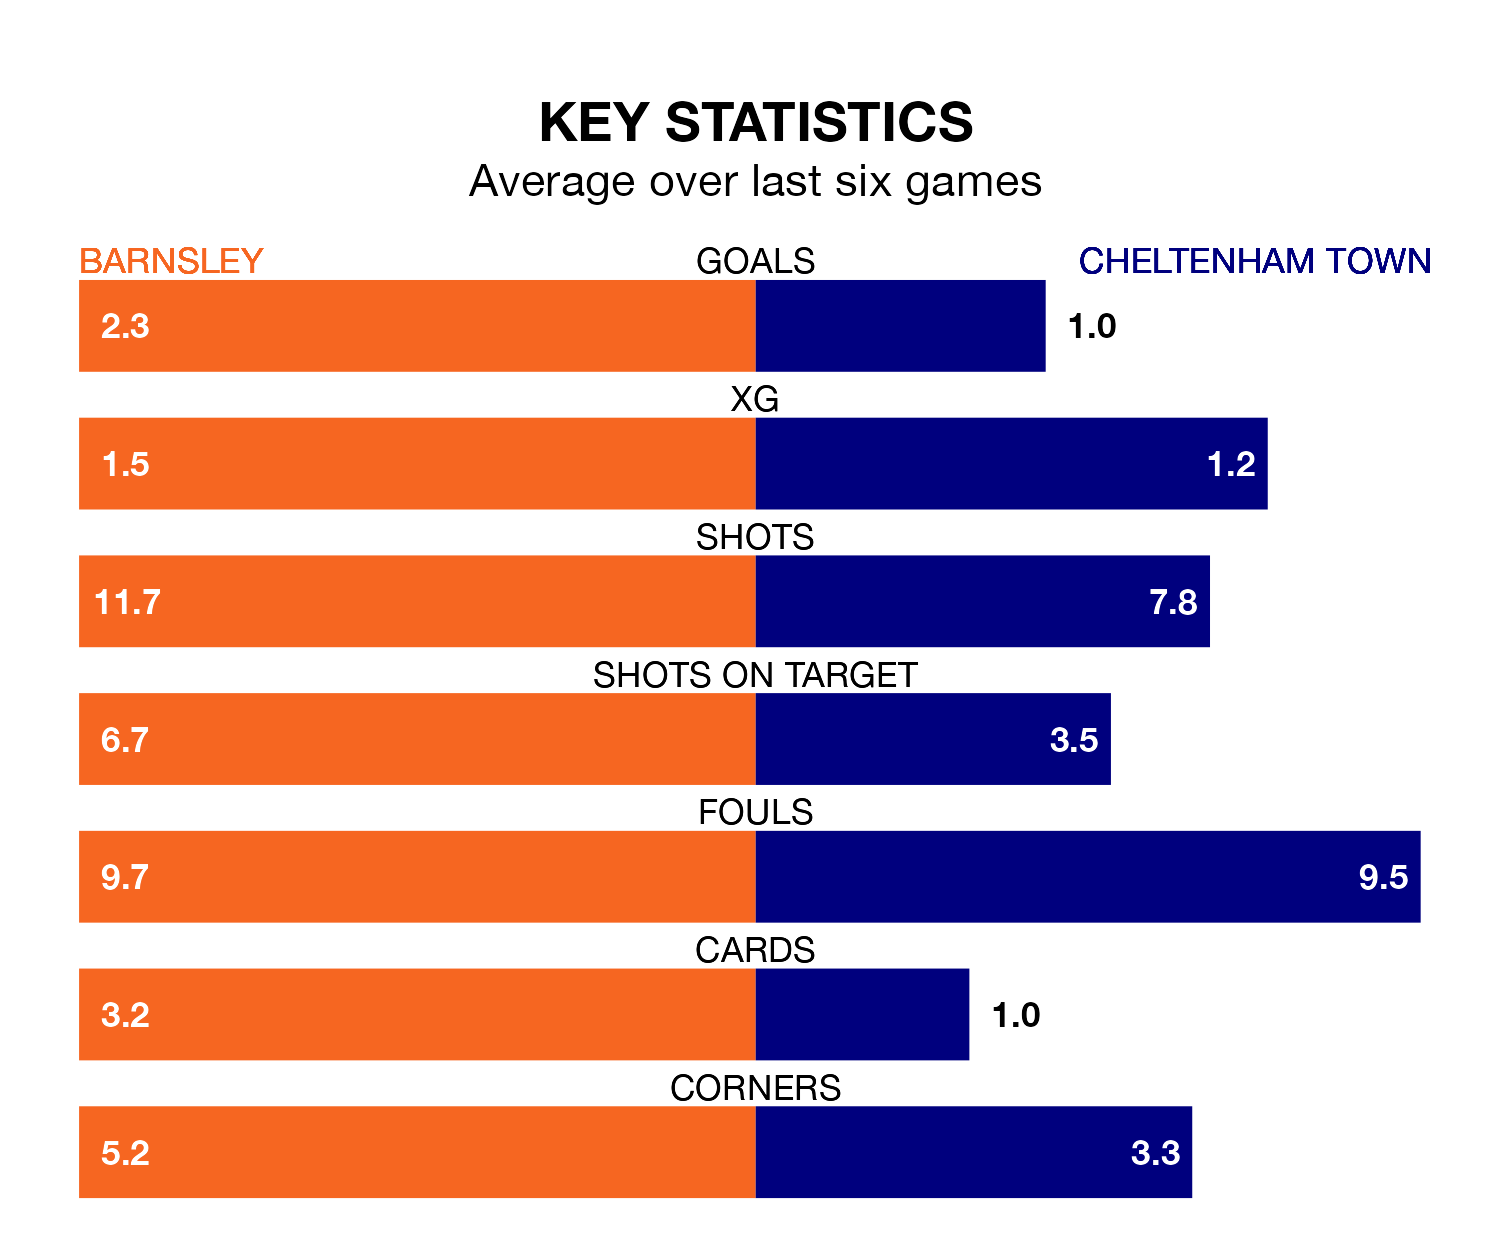 KEY STATISTICS
Average over last six games
BARNSLEY GOALS CHELTENHAM TOWN
2.3 1.0
XG
1.5 1.2
SHOTS
11.7 7.8
SHOTS ON TARGET
6.7 3.5
FOULS
9.7 9.5
CARDS
3.2 1.0
CORNERS
5.2 3.3